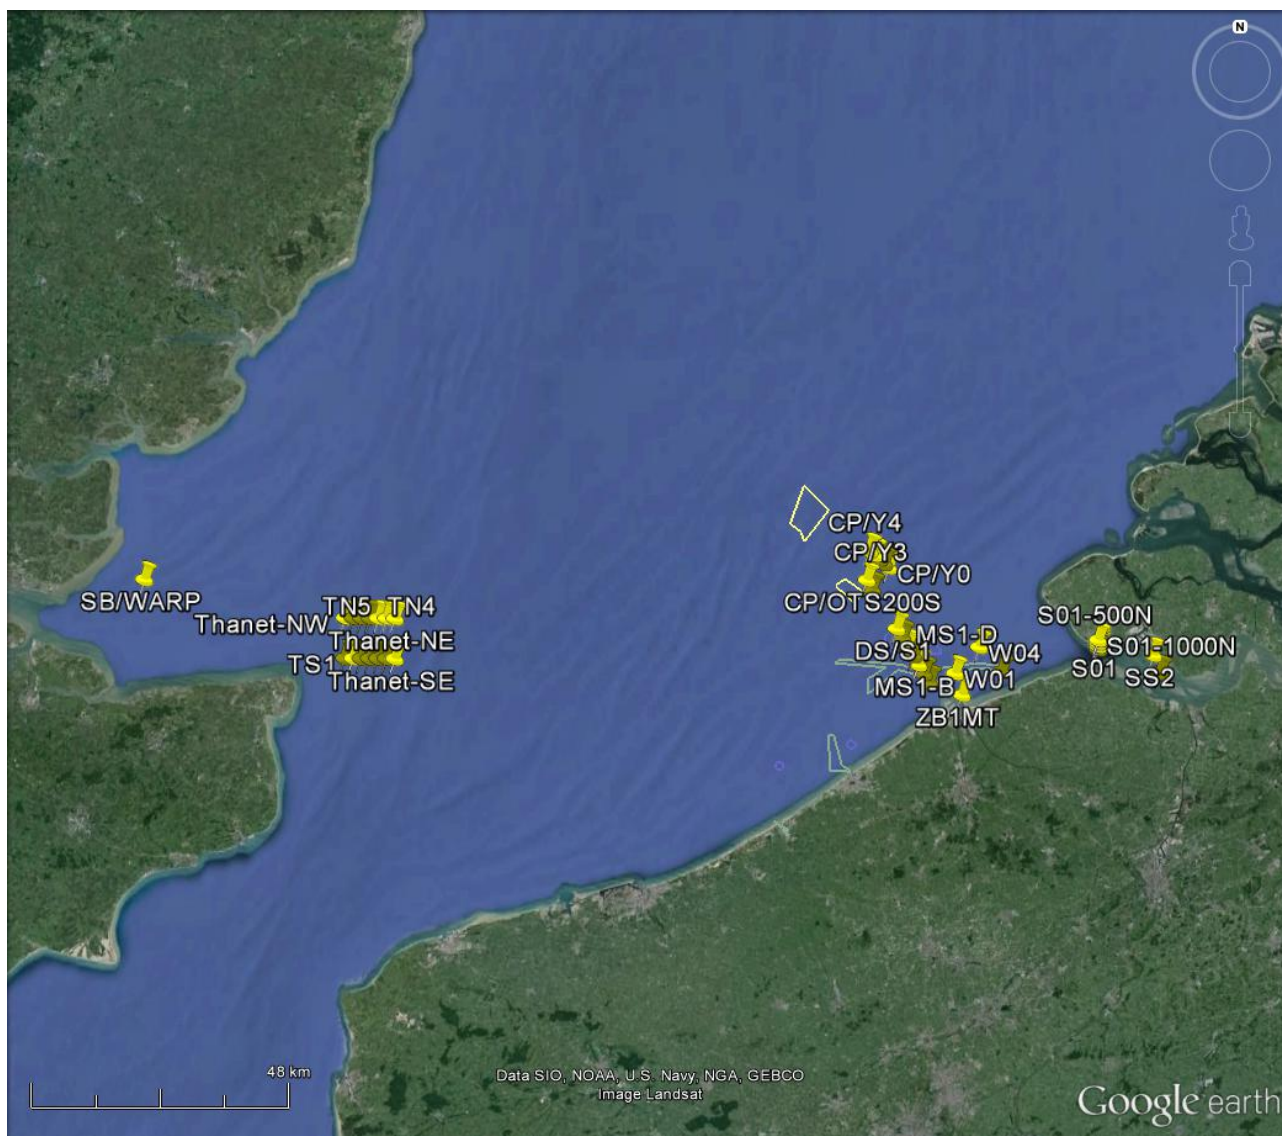 N
CP/Y4
CP/Y3
CP/Y0
SB/WARP
CP/OTS200S
TN5
TN4
Thanet-NW
S01-500N
Thanet-NE
MS1-D
S01-1000N
DS/S1
W04
TS1
S01
Thanet-SE
MS1-B
W01
SS2
ZB1MT
48 km
Data SIO, NOAA, U.S. Navy, NGA, GEBCO
Image Landsat
Google earth